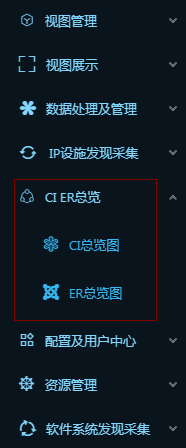 视图管理
视图展示
数据处理及管理
IP设施发现采集
CI ER总览
CI总览图
ER总览图
配置及用户中心
资源管理
软件系统发现采集